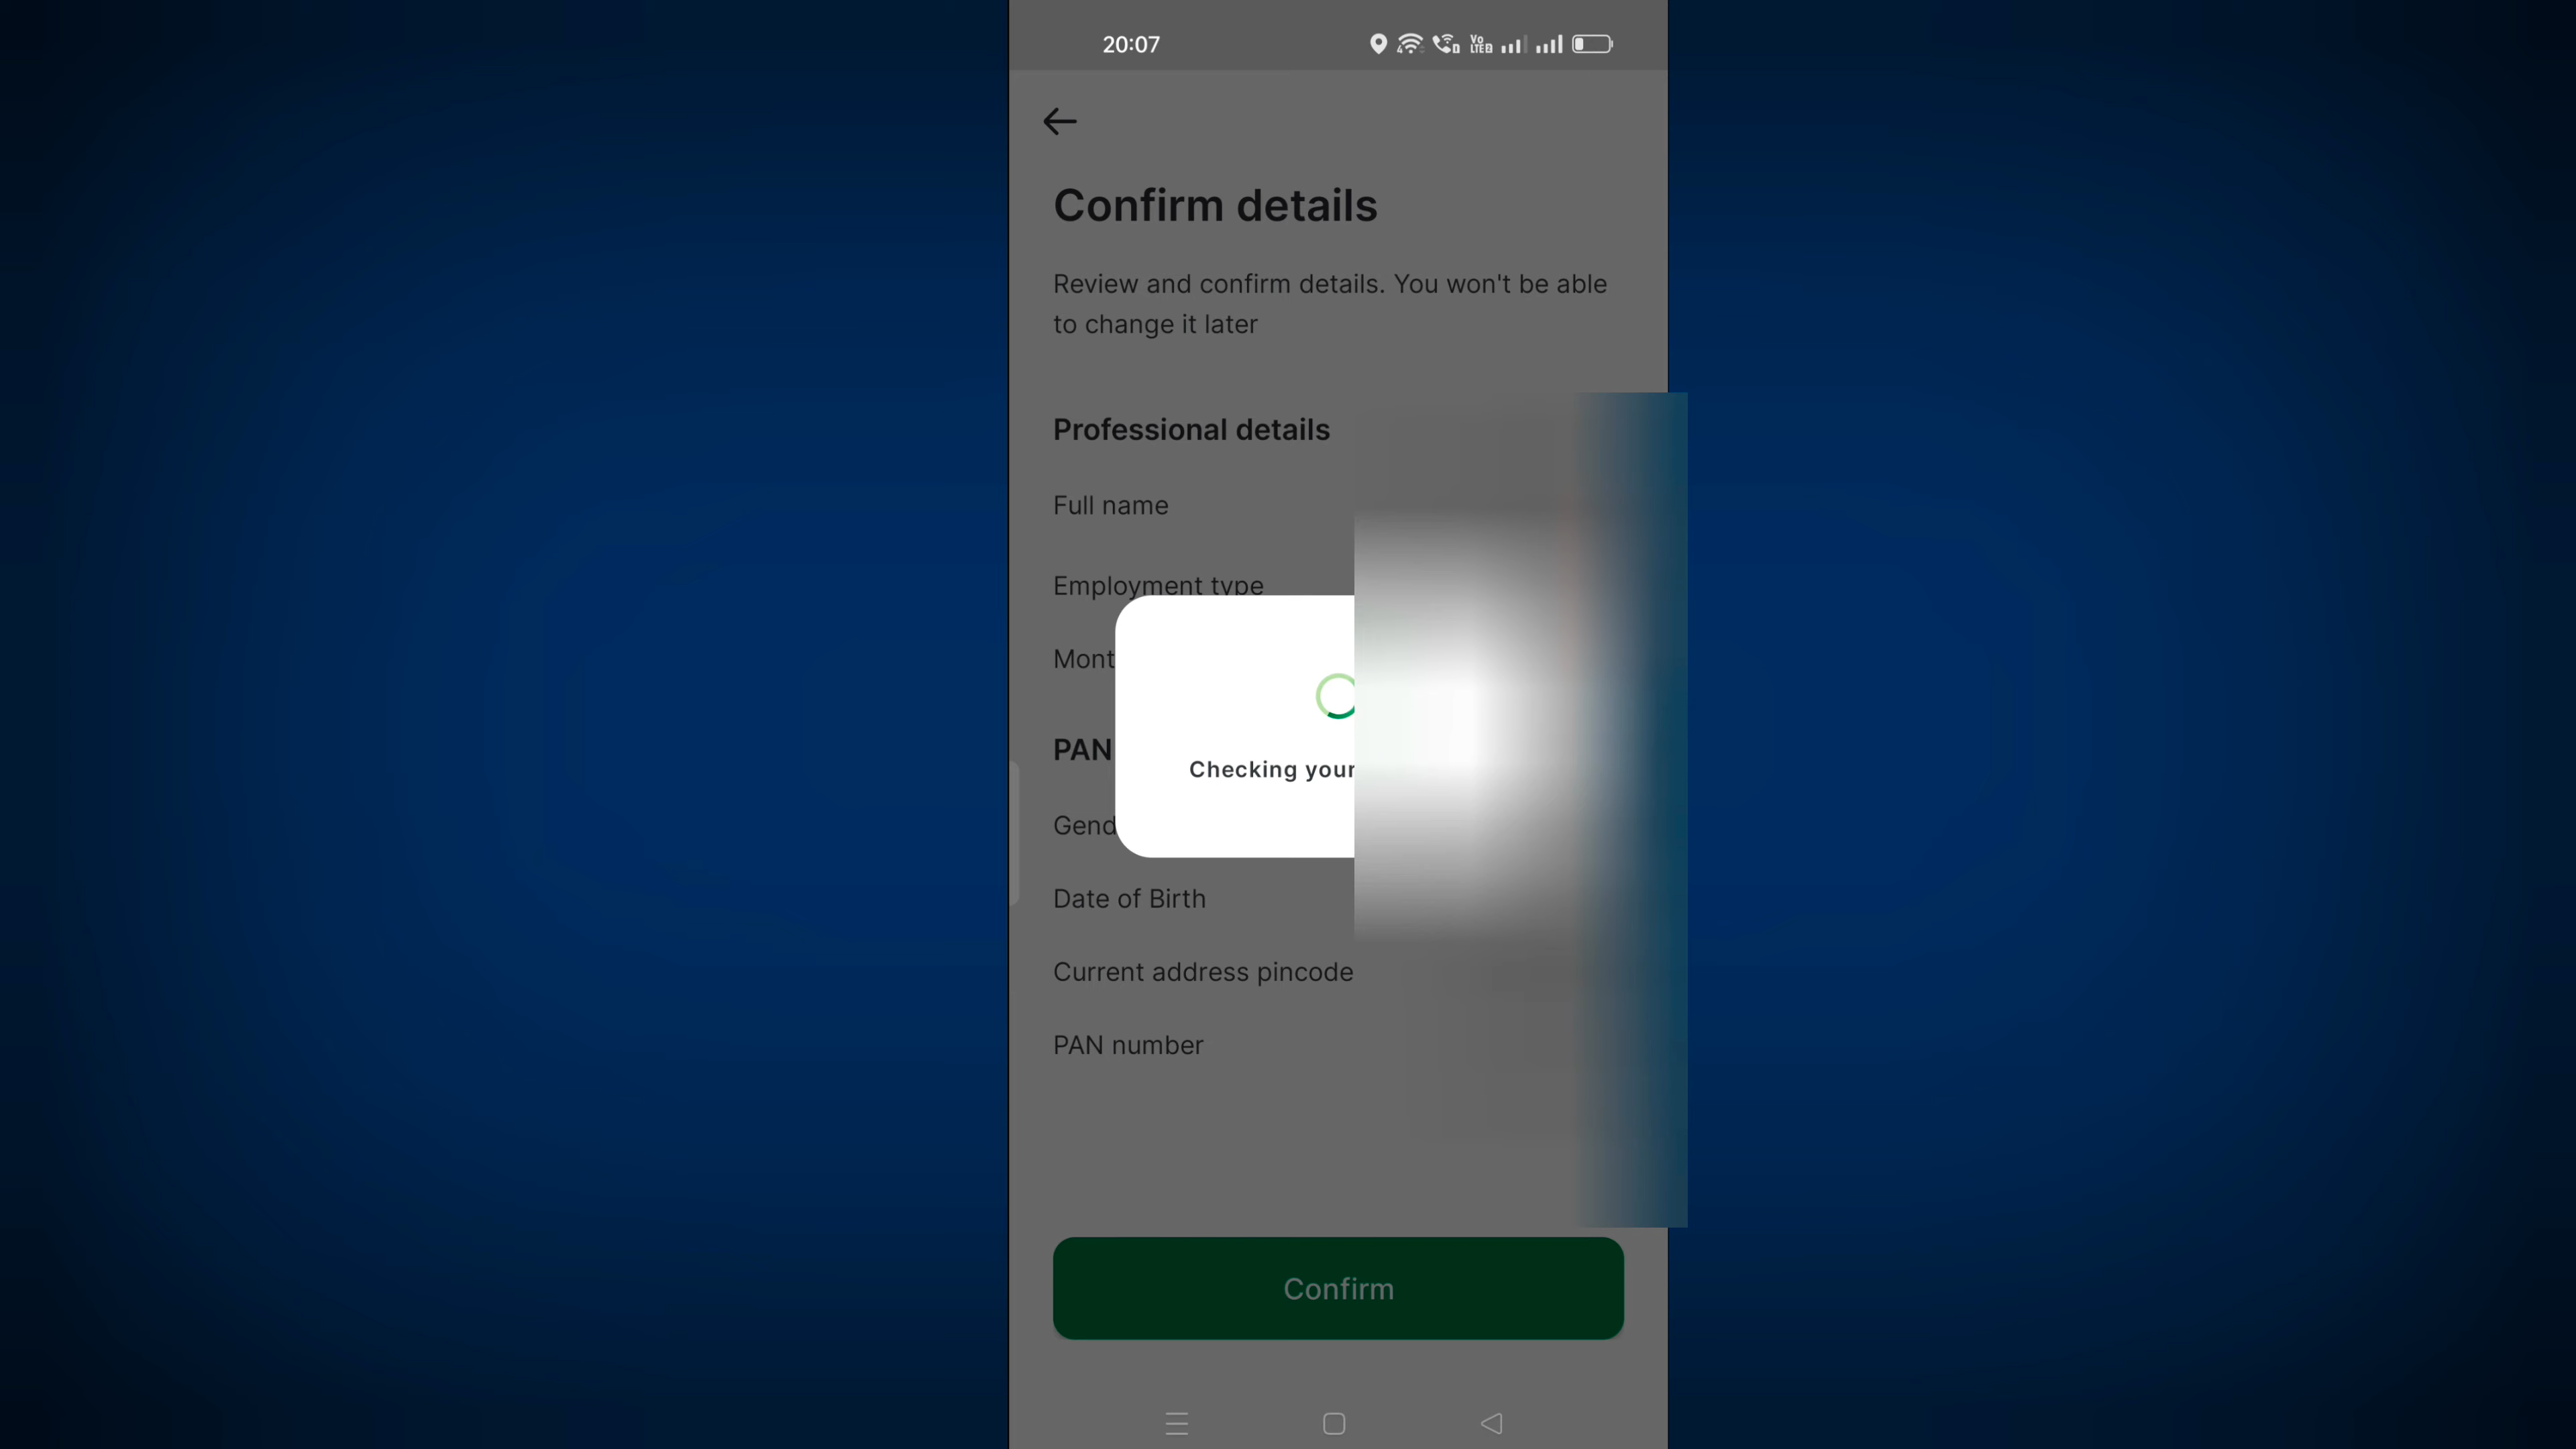 20:07
Confirm details
Review and confirm details. You won't be able
to change it later
Professional details
Full name
Employment type
Mont
PAN
Checking your
Gend
Date of Birth
Current address pincode
PAN number
Confirm